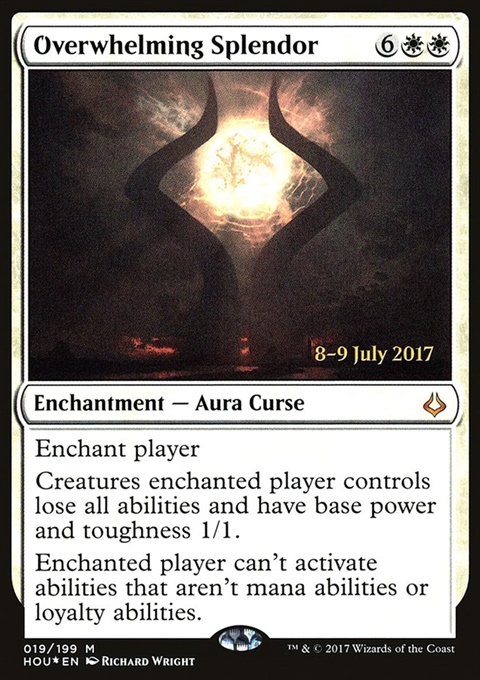 Overwhelming Splendor 6
8–9 July 2017
Enchantment — Aura Curse
Enchant player
Creatures enchanted player controls
lose all abilities and have base power
and toughness 1/1.
Enchanted player can't activate
abilities that aren't mana abilities or
loyalty abilities.
019/199 M
HOU★EN Richard Wright
™ & © 2017 Wizards of the Coast